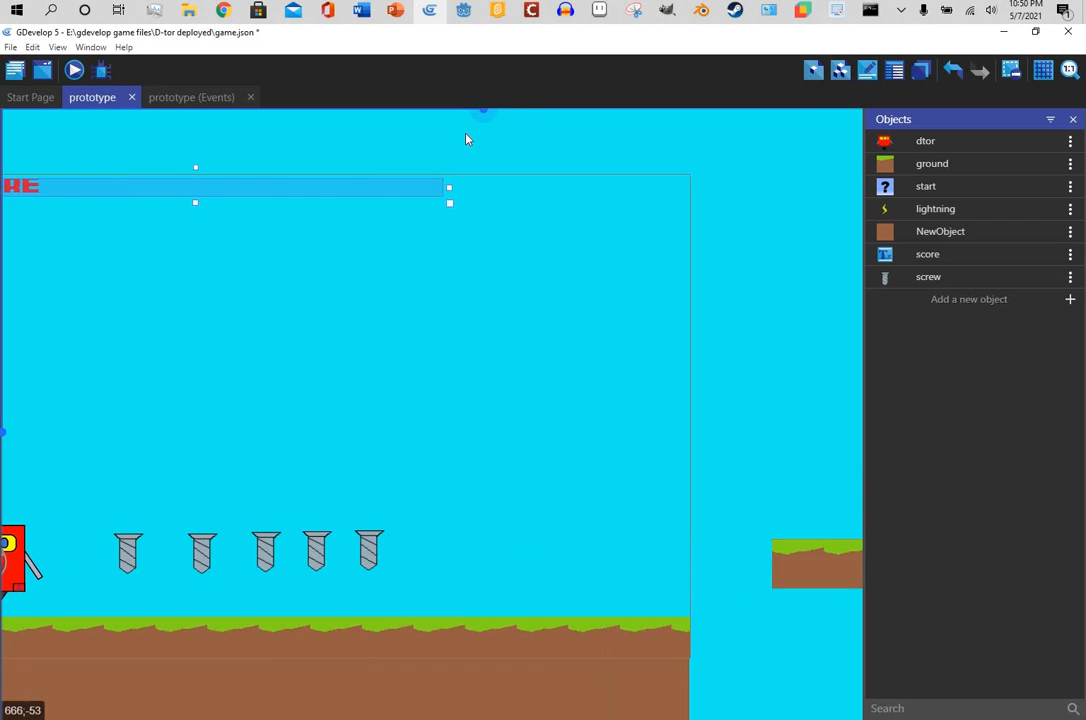 10:50 PM
5/7/2021
GDevelop 5 - E:\gdevelop game files\D-tor deployed\game.json *
File Edit View Window Help
Start Page prototype prototype (Events)
Objects
dtor
ground
start
lightning
NewObject
score
screw
Add a new object
RE
666;-53
Search